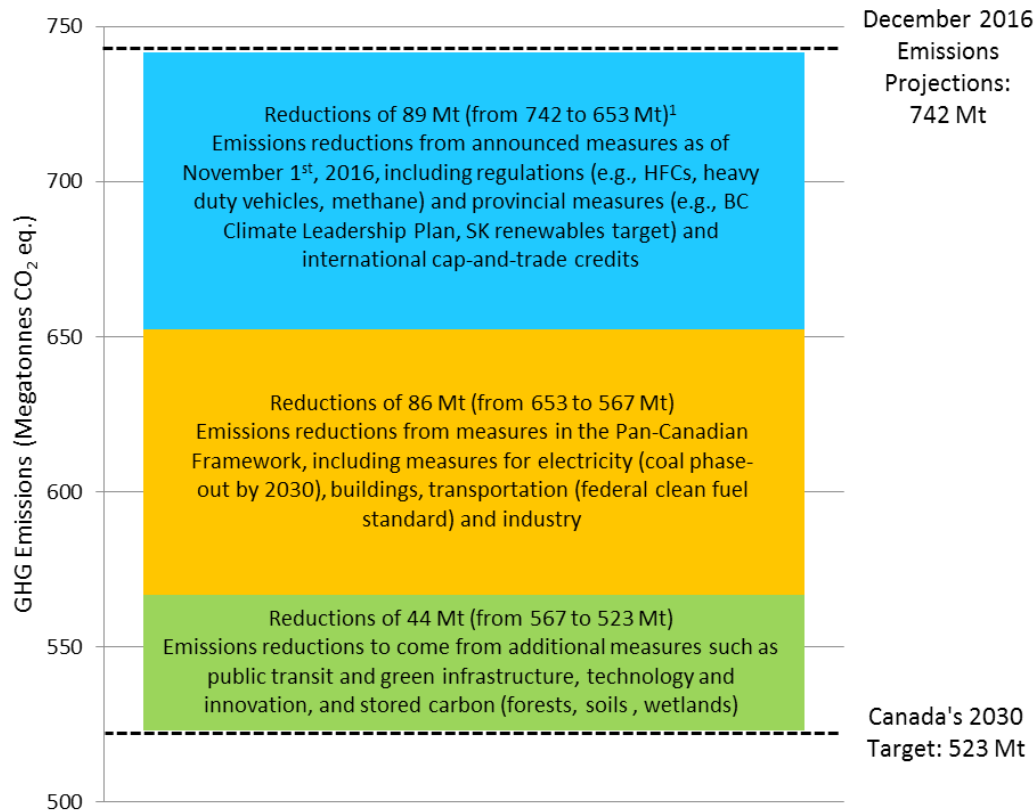 750
700
650
600
550
500
GHG Emissions (Megatonnes CO₂ eq.)
December 2016
Emissions
Projections:
742 Mt
Reductions of 89 Mt (from 742 to 653 Mt)¹
Emissions reductions from announced measures as of
November 1ˢᵗ, 2016, including regulations (e.g., HFCs, heavy
duty vehicles, methane) and provincial measures (e.g., BC
Climate Leadership Plan, SK renewables target) and
international cap-and-trade credits
Reductions of 86 Mt (from 653 to 567 Mt)
Emissions reductions from measures in the Pan-Canadian
Framework, including measures for electricity (coal phase-
out by 2030), buildings, transportation (federal clean fuel
standard) and industry
Reductions of 44 Mt (from 567 to 523 Mt)
Emissions reductions to come from additional measures such as
public transit and green infrastructure, technology and
innovation, and stored carbon (forests, soils , wetlands)
Canada's 2030
Target: 523 Mt